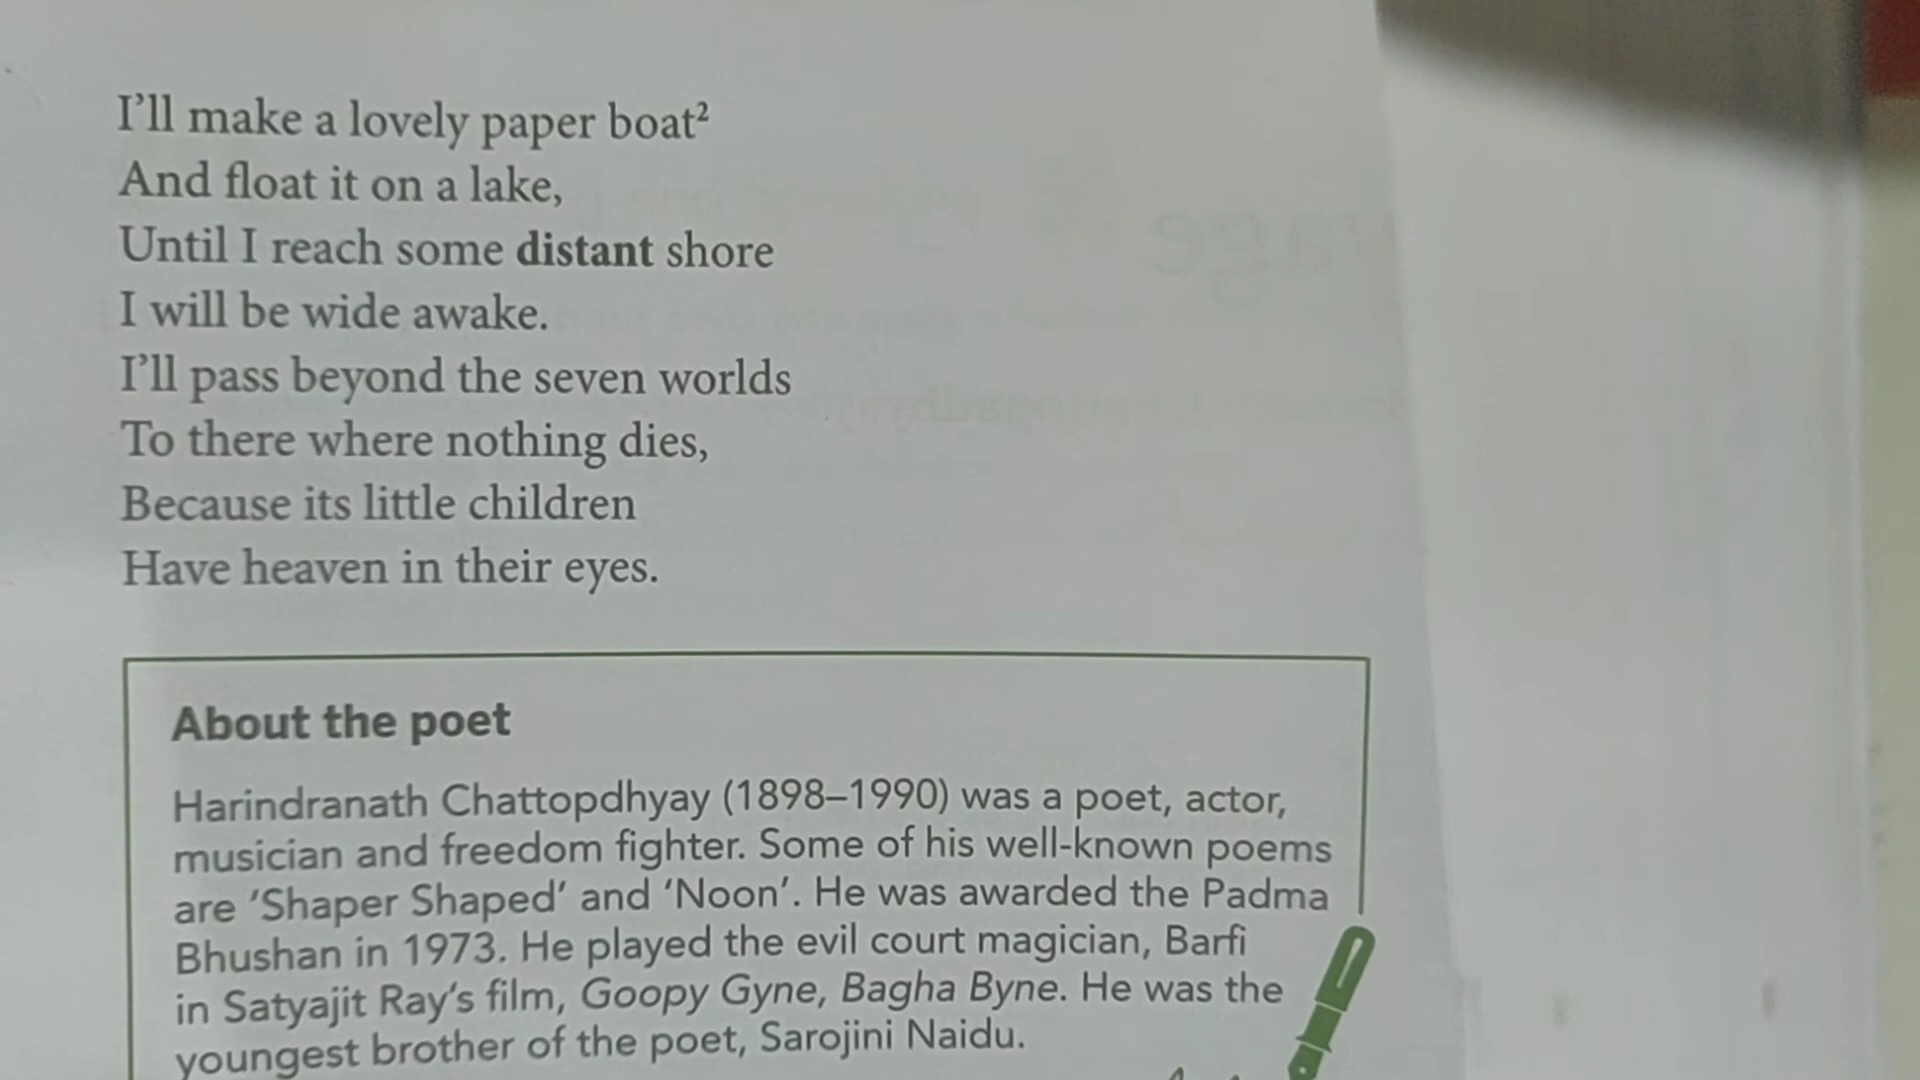 I'll make a lovely paper boat²
And float it on a lake,
Until I reach some distant shore
I will be wide awake.
I'll pass beyond the seven worlds
To there where nothing dies,
Because its little children
Have heaven in their eyes.
About the poet
Harindranath Chattopdhyay (1898–1990) was a poet, actor,
musician and freedom fighter. Some of his well-known poems
are ‘Shaper Shaped’ and ‘Noon’. He was awarded the Padma
Bhushan in 1973. He played the evil court magician, Barfi
in Satyajit Ray's film, Goopy Gyne, Bagha Byne. He was the
youngest brother of the poet, Sarojini Naidu.